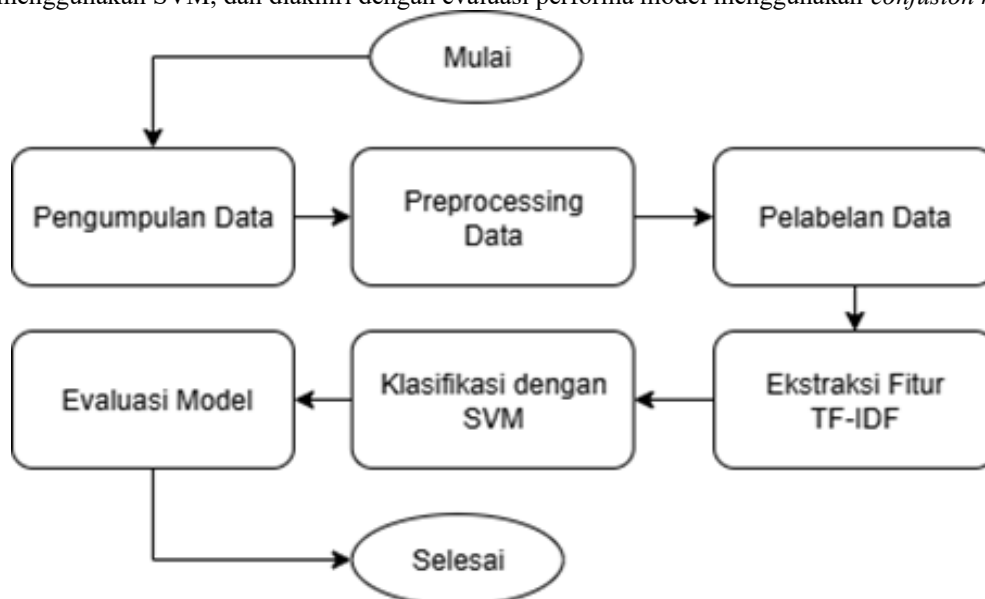 menggunakan SVM, dan diakhiri dengan evaluasi performa model menggunakan confusion
Mulai
Pengumpulan Data
Preprocessing
Data
Pelabelan Data
Evaluasi Model
Klasifikasi dengan
SVM
Ekstraksi Fitur
TF-IDF
Selesai